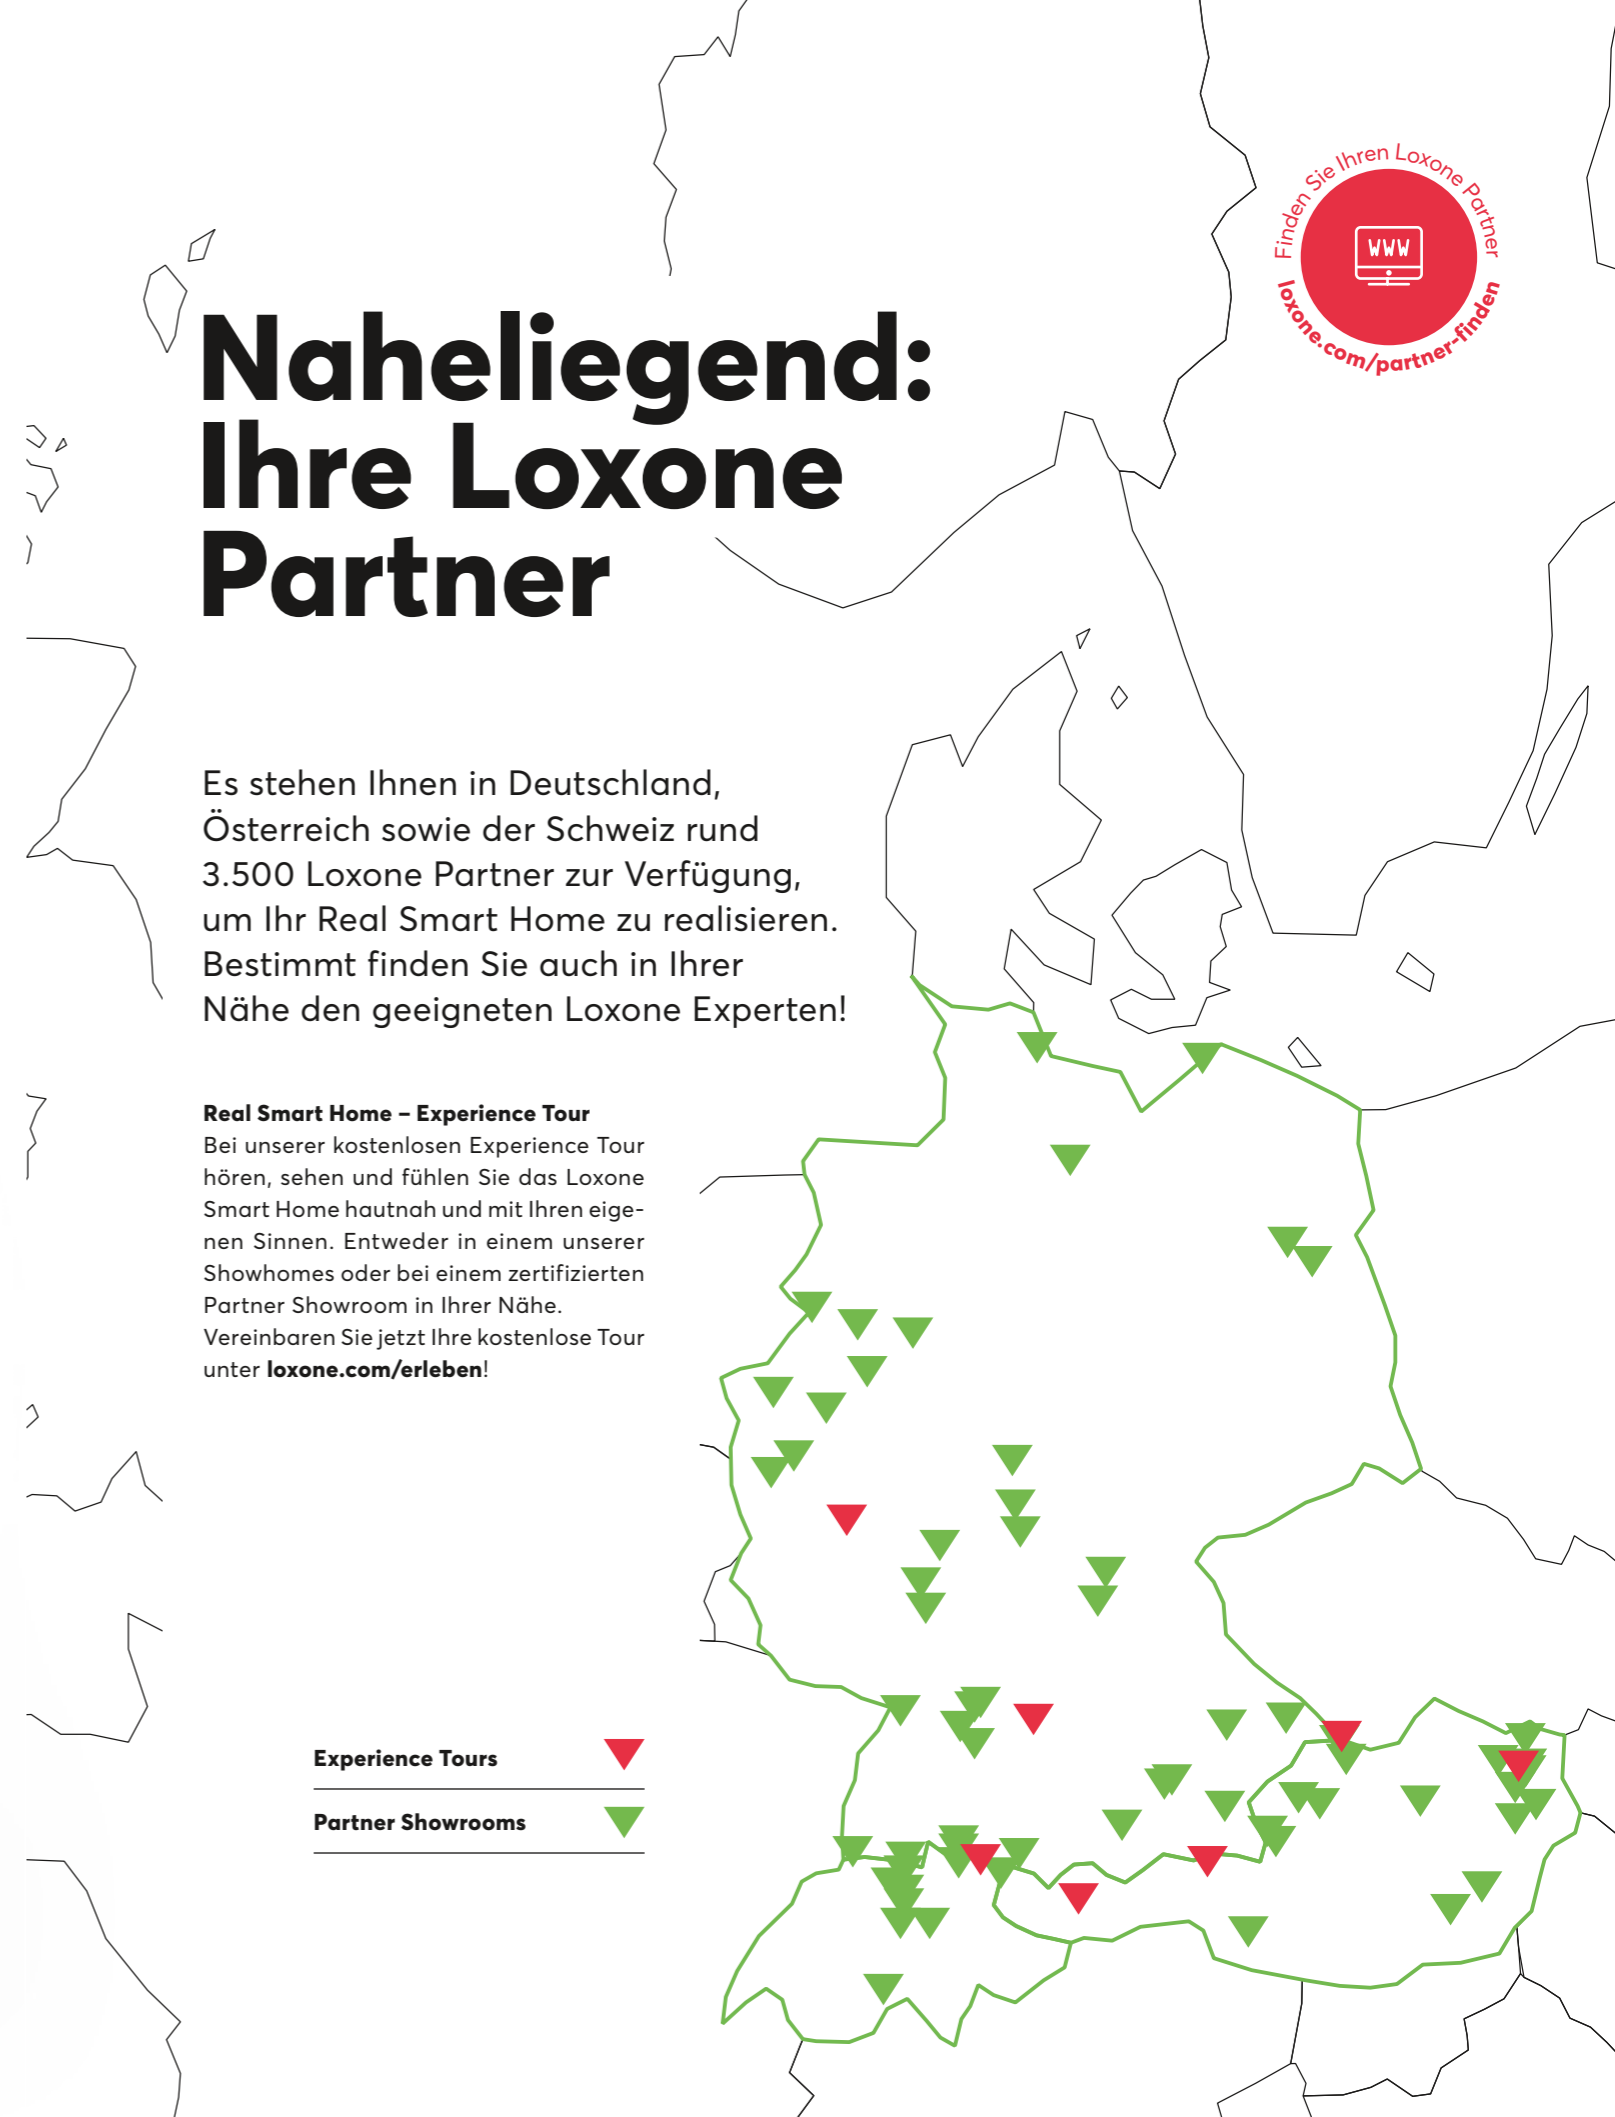 Finden Sie Ihren Loxone Partner
WWW
loxone.com/partner-finden
Naheliegend:
Ihre Loxone
Partner
Es stehen Ihnen in Deutschland,
Österreich sowie der Schweiz rund
3.500 Loxone Partner zur Verfügung,
um Ihr Real Smart Home zu realisieren.
Bestimmt finden Sie auch in Ihrer
Nähe den geeigneten Loxone Experten!
Real Smart Home – Experience Tour
Bei unserer kostenlosen Experience Tour
hören, sehen und fühlen Sie das Loxone
Smart Home hautnah und mit Ihren eige-
nen Sinnen. Entweder in einem unserer
Showhomes oder bei einem zertifizierten
Partner Showroom in Ihrer Nähe.
Vereinbaren Sie jetzt Ihre kostenlose Tour
unter loxone.com/erleben!
Experience Tours
Partner Showrooms